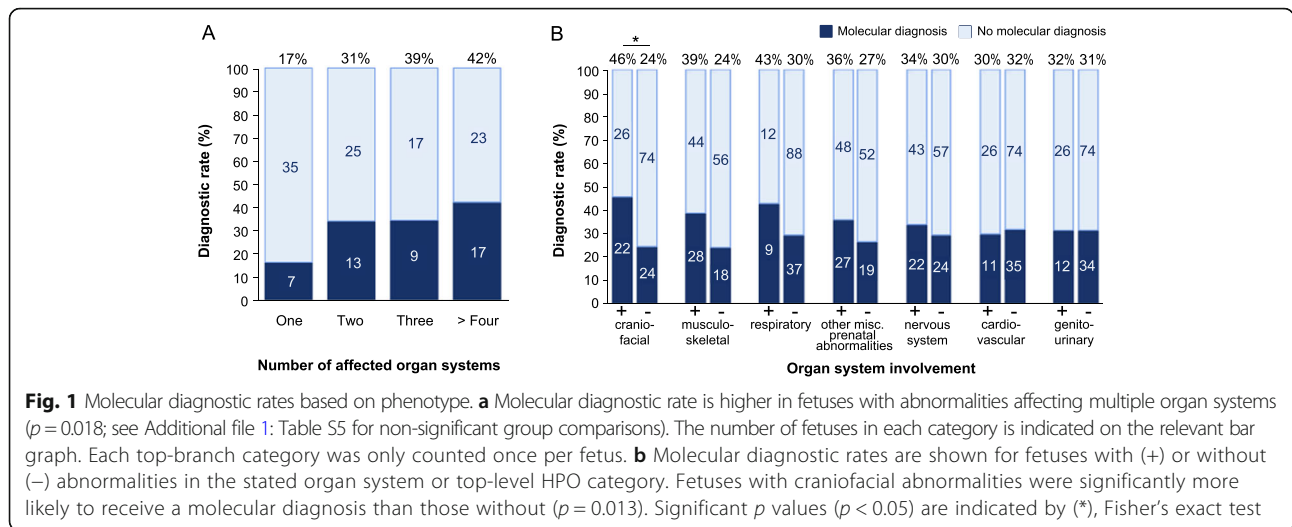 A
17% 31% 39% 42%
100
90
80
70
60
50
40
30
20
10
0
Diagnostic rate (%)
35 25 17 23
7 13 9 17
One Two Three > Four
Number of affected organ systems
B
Molecular diagnosis No molecular diagnosis
*
46% 24% 39% 24% 43% 30% 36% 27% 34% 30% 30% 32% 32% 31%
100
90
80
70
60
50
40
30
20
10
0
Diagnostic rate (%)
26 74 44 56 12 88 48 52 43 57 26 74 26 74
22 24 28 18 9 37 27 19 22 24 11 35 12 34
+ - + - + - + - + - + - + -
cranio-
facial
musculo-
skeletal
respiratory
other misc.
prenatal
abnormalities
nervous
system
cardio-
vascular
genito-
urinary
Organ system involvement
Fig. 1 Molecular diagnostic rates based on phenotype. a Molecular diagnostic rate is higher in fetuses with abnormalities affecting multiple organ systems
(p = 0.018; see Additional file 1: Table S5 for non-significant group comparisons). The number of fetuses in each category is indicated on the relevant bar
graph. Each top-branch category was only counted once per fetus. b Molecular diagnostic rates are shown for fetuses with (+) or without
(−) abnormalities in the stated organ system or top-level HPO category. Fetuses with craniofacial abnormalities were significantly more
likely to receive a molecular diagnosis than those without (p = 0.013). Significant p values (p < 0.05) are indicated by (*), Fisher's exact test